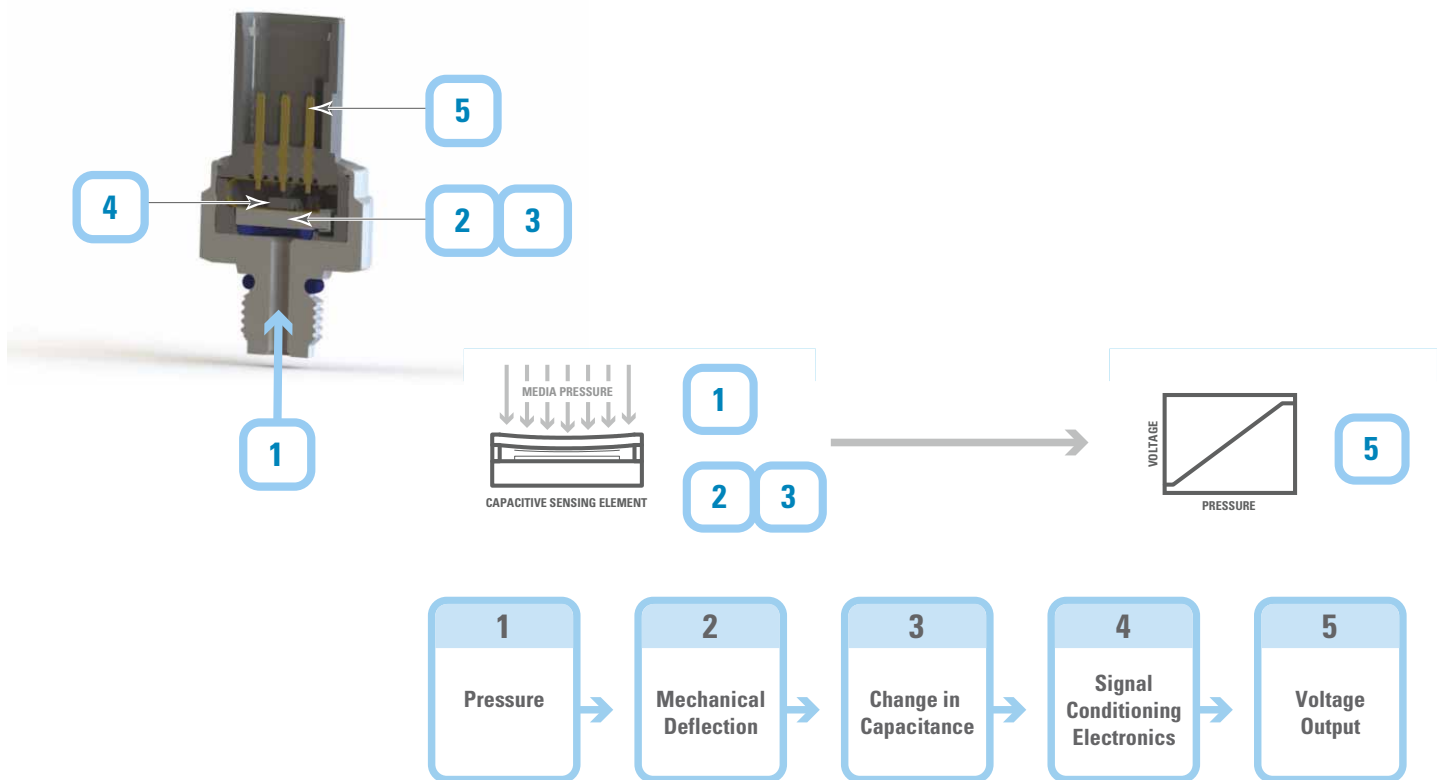 5
4
2
3
1
MEDIA PRESSURE
CAPACITIVE SENSING ELEMENT
1
2
3
VOLTAGE
PRESSURE
5
1
Pressure
2
Mechanical
Deflection
3
Change in
Capacitance
4
Signal
Conditioning
Electronics
5
Voltage
Output